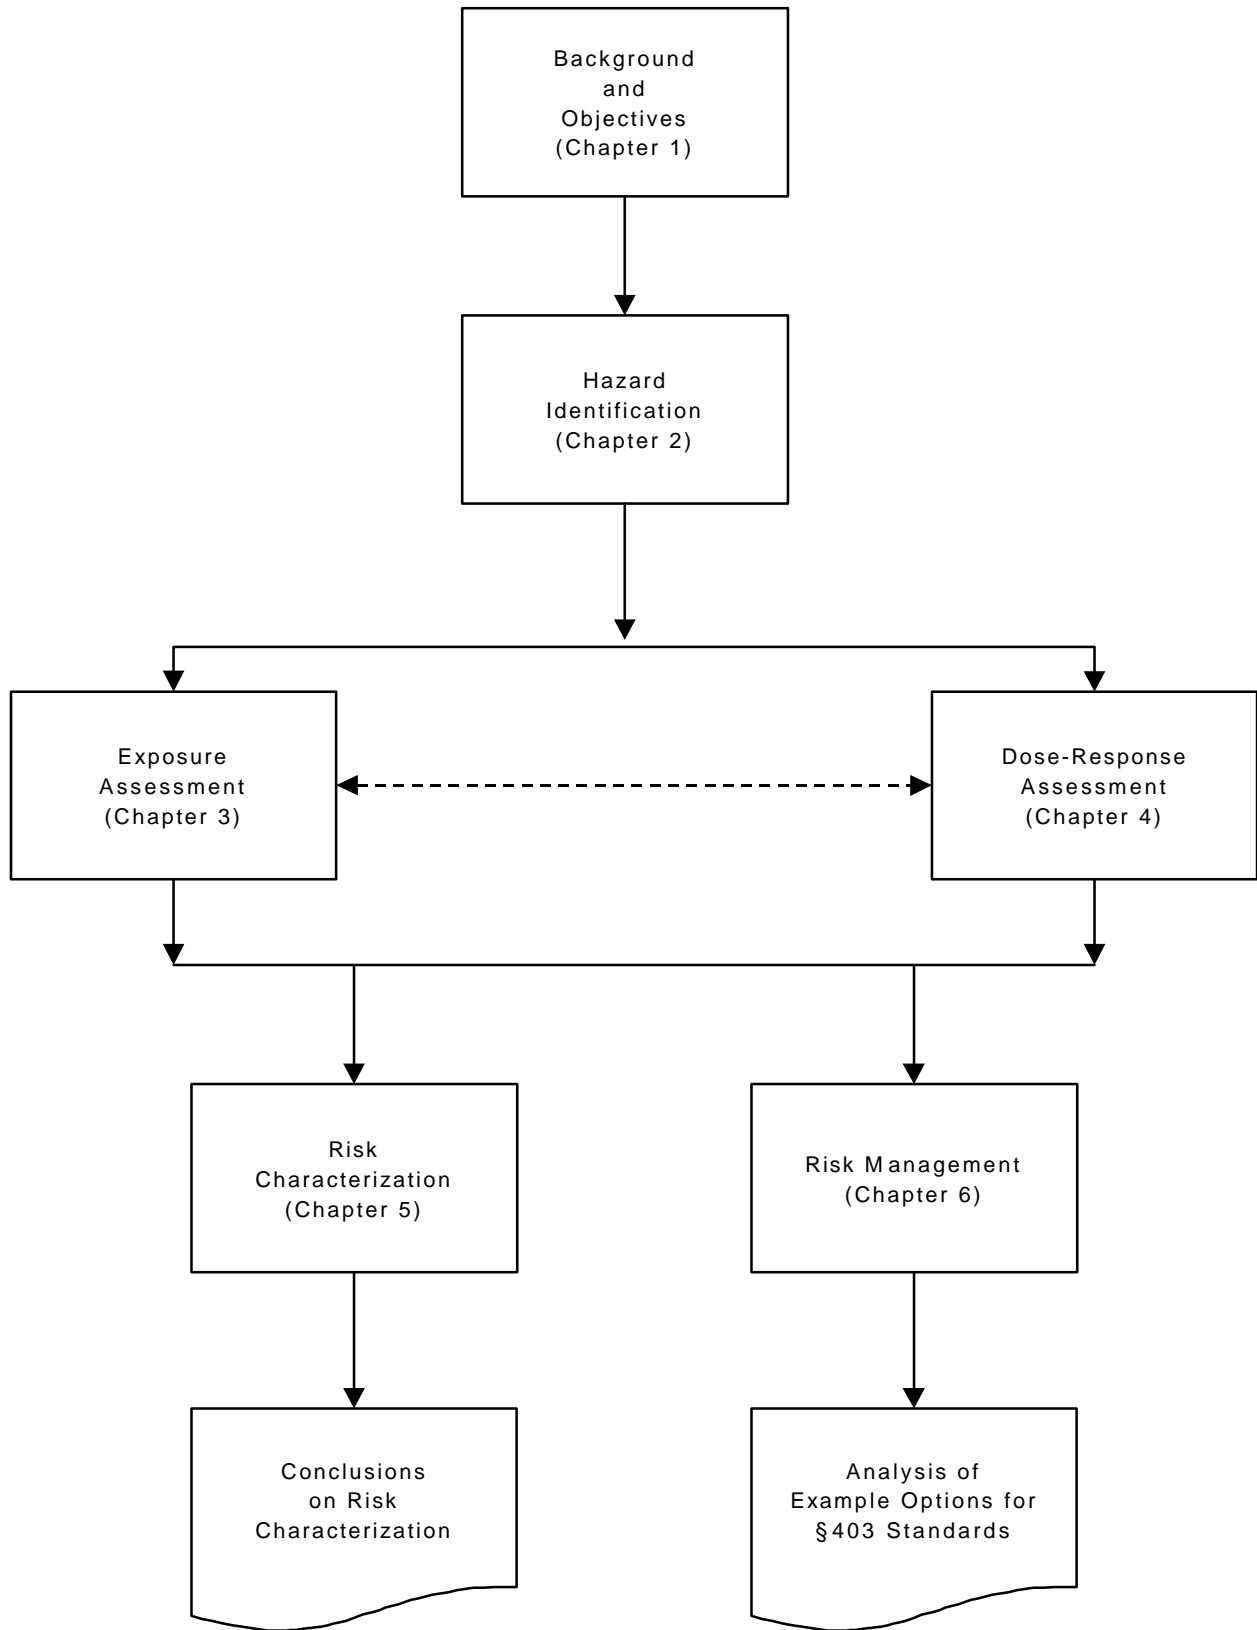 Background
and
Objectives
(Chapter 1)
Hazard
Identification
(Chapter 2)
Exposure
Assessment
(Chapter 3)
Dose-Response
Assessment
(Chapter 4)
Risk
Characterization
(Chapter 5)
Risk Management
(Chapter 6)
Conclusions
on Risk
Characterization
Analysis of
Example Options for
§403 Standards